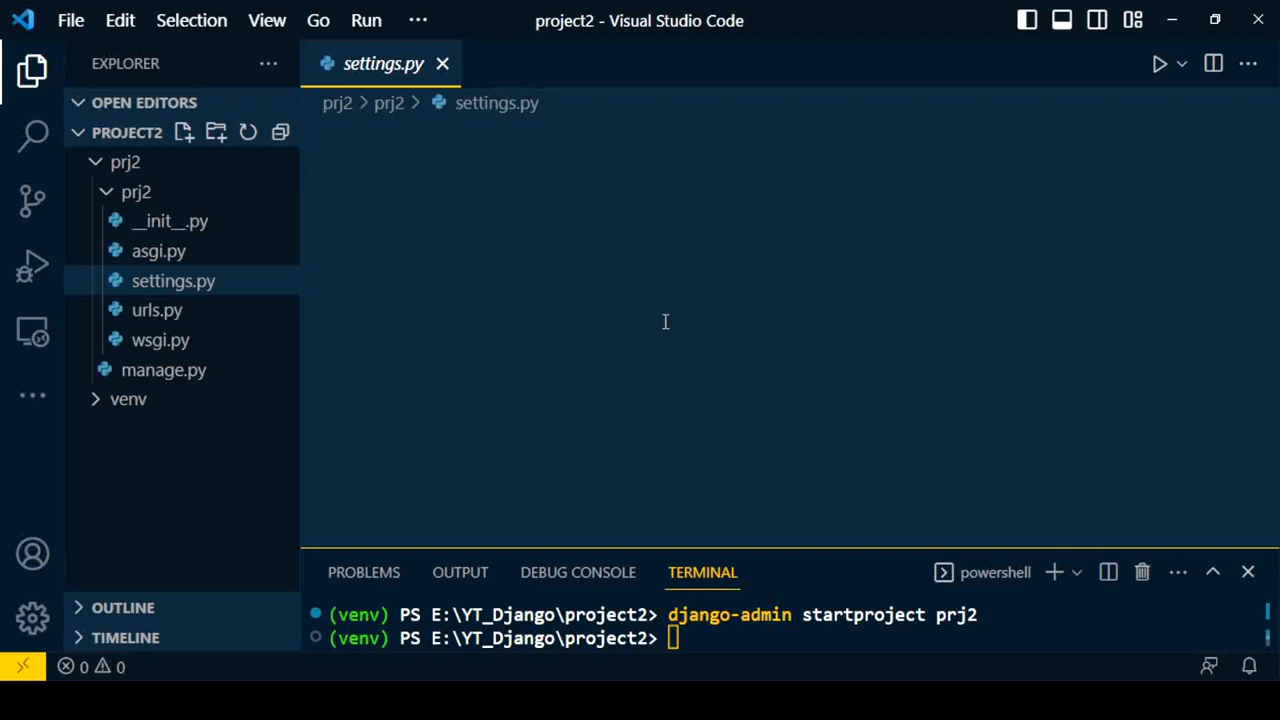 File Edit Selection View Go Run ··· project2 - Visual Studio Code
EXPLORER ···
OPEN EDITORS
PROJECT2
prj2
prj2
__init__.py
asgi.py
settings.py
urls.py
wsgi.py
manage.py
venv
OUTLINE
TIMELINE
settings.py
prj2 > prj2 > settings.py
PROBLEMS OUTPUT DEBUG CONSOLE TERMINAL powershell
(venv) PS E:\YT_Django\project2> django-admin startproject prj2
(venv) PS E:\YT_Django\project2>
0 0